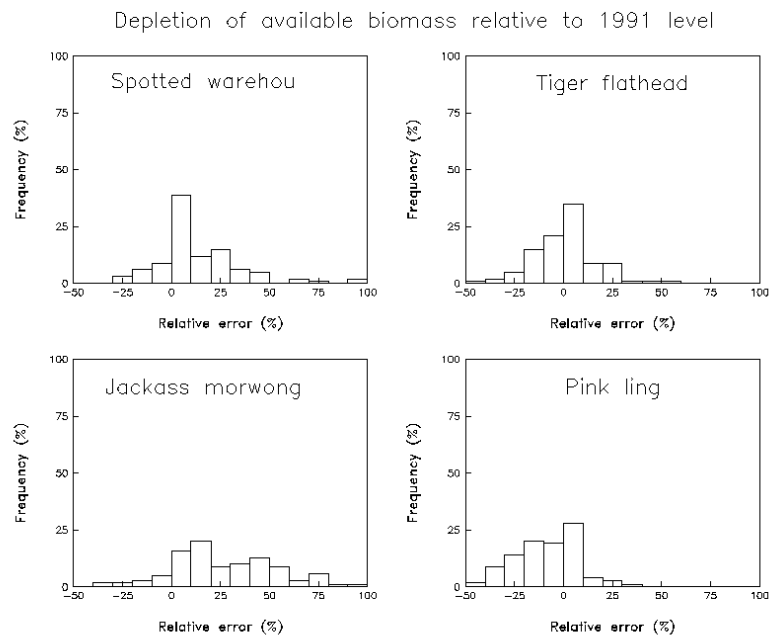 Depletion of available biomass relative to 1991 level
Spotted warehou
Frequency (%)
100
75
50
25
0
−50 −25 0 25 50 75 100
Relative error (%)
Tiger flathead
Frequency (%)
100
75
50
25
0
−50 −25 0 25 50 75 100
Relative error (%)
Jackass morwong
Frequency (%)
100
75
50
25
0
−50 −25 0 25 50 75 100
Relative error (%)
Pink ling
Frequency (%)
100
75
50
25
0
−50 −25 0 25 50 75 100
Relative error (%)